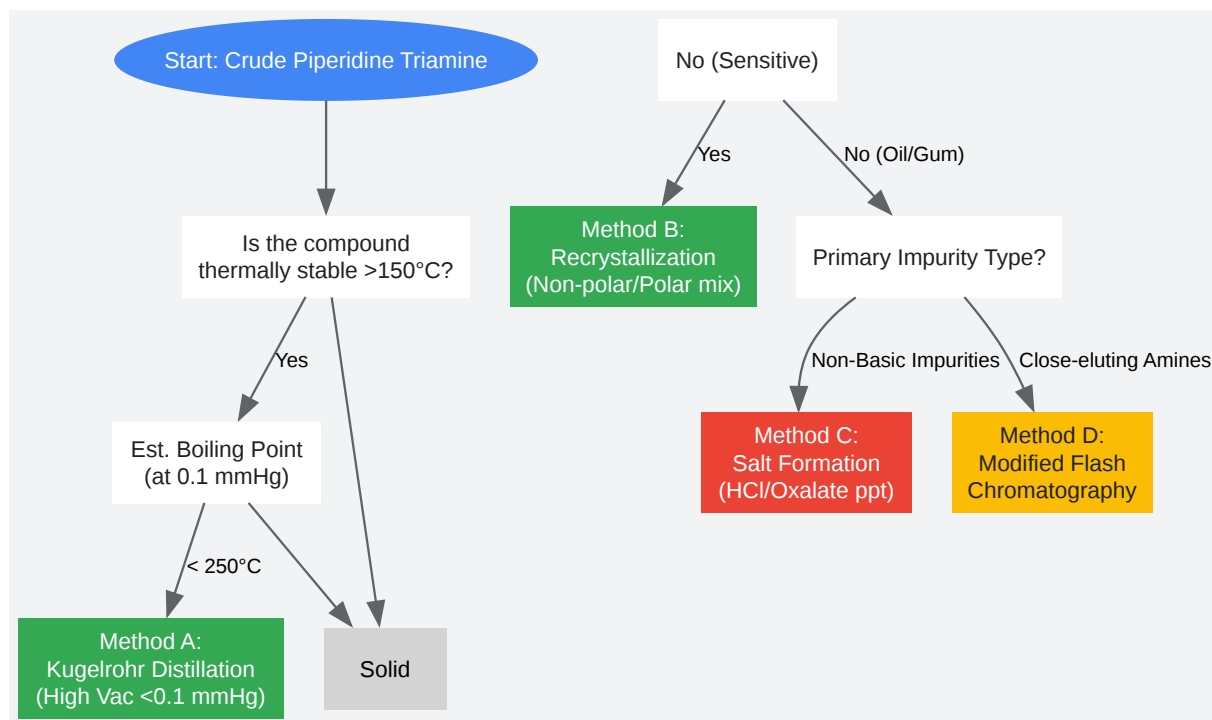 Start: Crude Piperidine Triamine
No (Sensitive)
Yes
No (Oil/Gum)
Is the compound
thermally stable >150°C?
Method B:
Recrystallization
(Non-polar/Polar mix)
Primary Impurity Type?
Yes
Non-Basic Impurities
Close-eluting Amines
Est. Boiling Point
(at 0.1 mmHg)
Method C:
Salt Formation
(HCl/Oxalate ppt)
Method D:
Modified Flash
Chromatography
< 250°C
Method A:
Kugelrohr Distillation
(High Vac <0.1 mmHg)
Solid